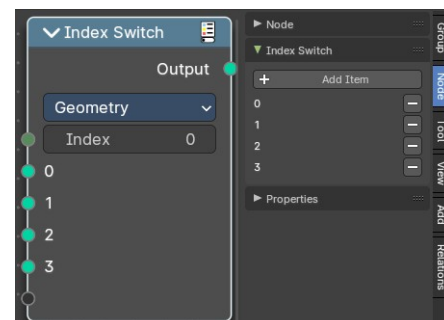 Index Switch
Output
Geometry
Index 0
0
1
2
3
Node
Index Switch
Add Item
0
1
2
3
Properties
Group
Node
Tool
View
Add
Relations